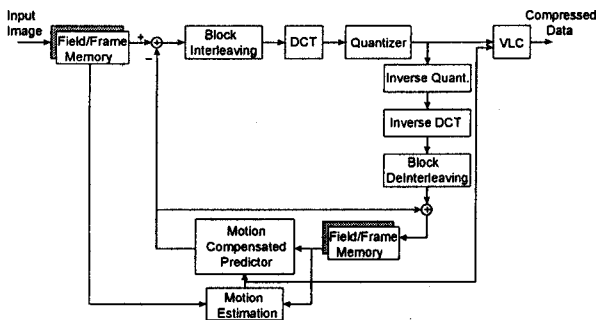 Input
Image
Field/Frame
Memory
+
−
Block
Interleaving
DCT
Quantizer
VLC
Compressed
Data
Inverse Quant.
Inverse DCT
Block
DeInterleaving
Motion
Compensated
Predictor
Field/Frame
Memory
Motion
Estimation